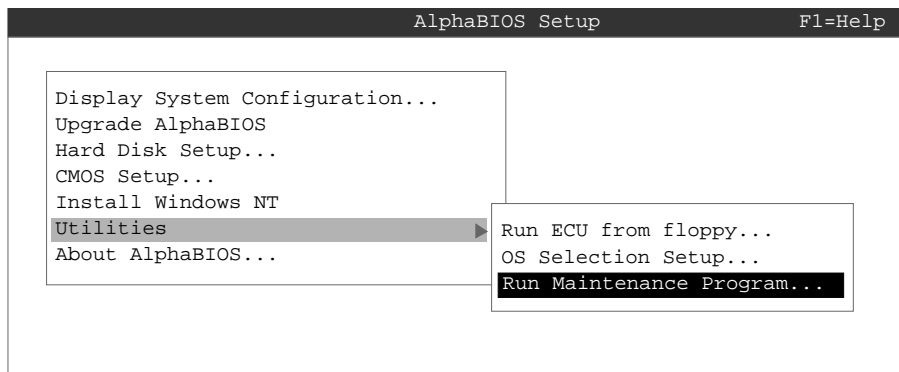 AlphaBIOS Setup F1=Help
Display System Configuration...
Upgrade AlphaBIOS
Hard Disk Setup...
CMOS Setup...
Install Windows NT
Utilities
About AlphaBIOS...
Run ECU from floppy...
OS Selection Setup...
Run Maintenance Program...